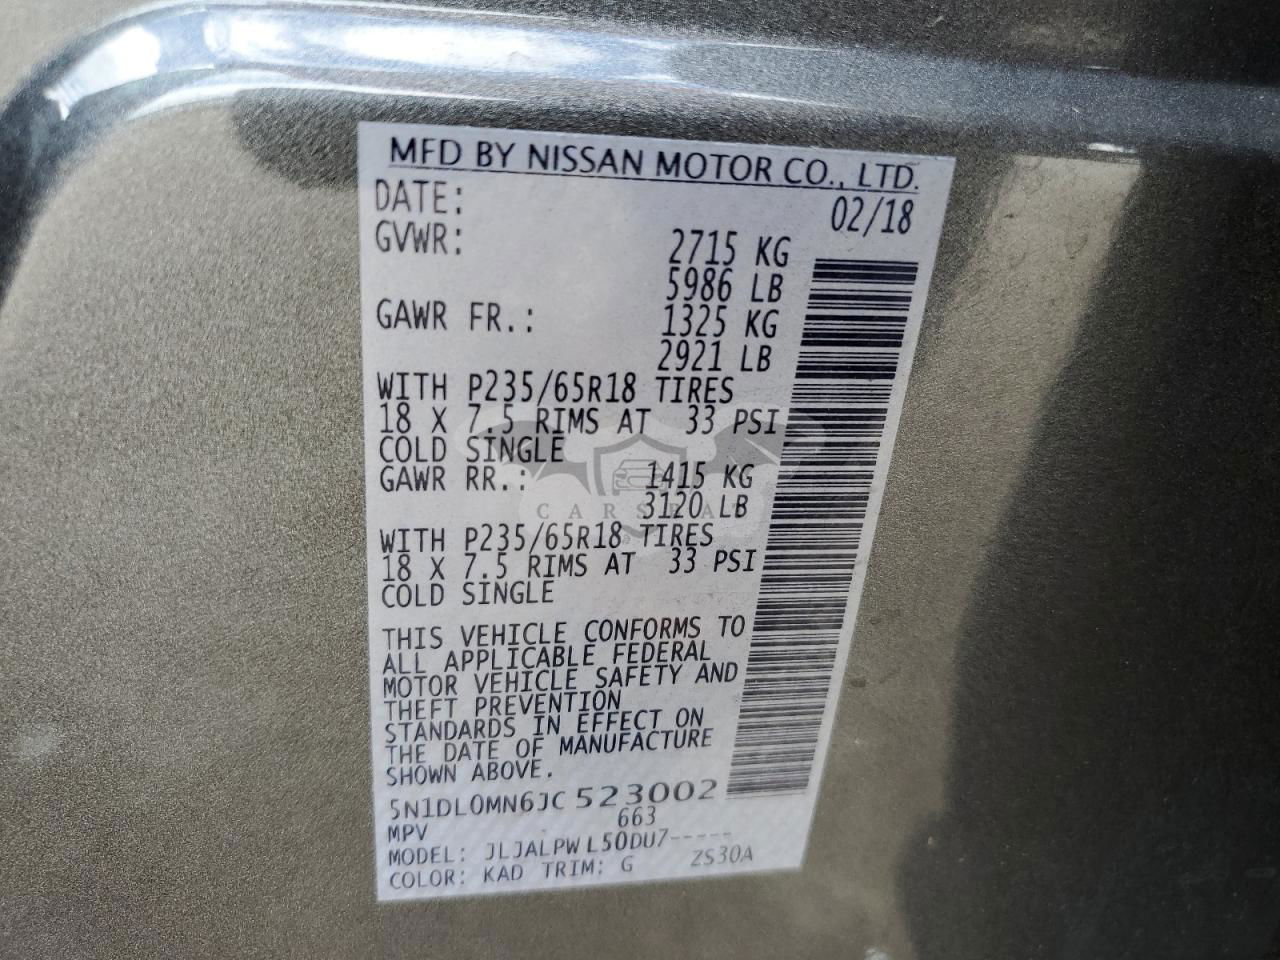 MFD BY NISSAN MOTOR CO., LTD.
DATE: 02/18
GVWR: 2715 KG
5986 LB
GAWR FR.: 1325 KG
2921 LB
WITH P235/65R18 TIRES
18 X 7.5 RIMS AT 33 PSI
COLD SINGLE
GAWR RR.: 1415 KG
3120 LB
WITH P235/65R18 TIRES
18 X 7.5 RIMS AT 33 PSI
COLD SINGLE
THIS VEHICLE CONFORMS TO
ALL APPLICABLE FEDERAL
MOTOR VEHICLE SAFETY AND
THEFT PREVENTION
STANDARDS IN EFFECT ON
THE DATE OF MANUFACTURE
SHOWN ABOVE.
5N1DL0MN6JC 523002
MPV 663
MODEL: JLJALPW L50DU7-----
COLOR: KAD TRIM: G ZS30A